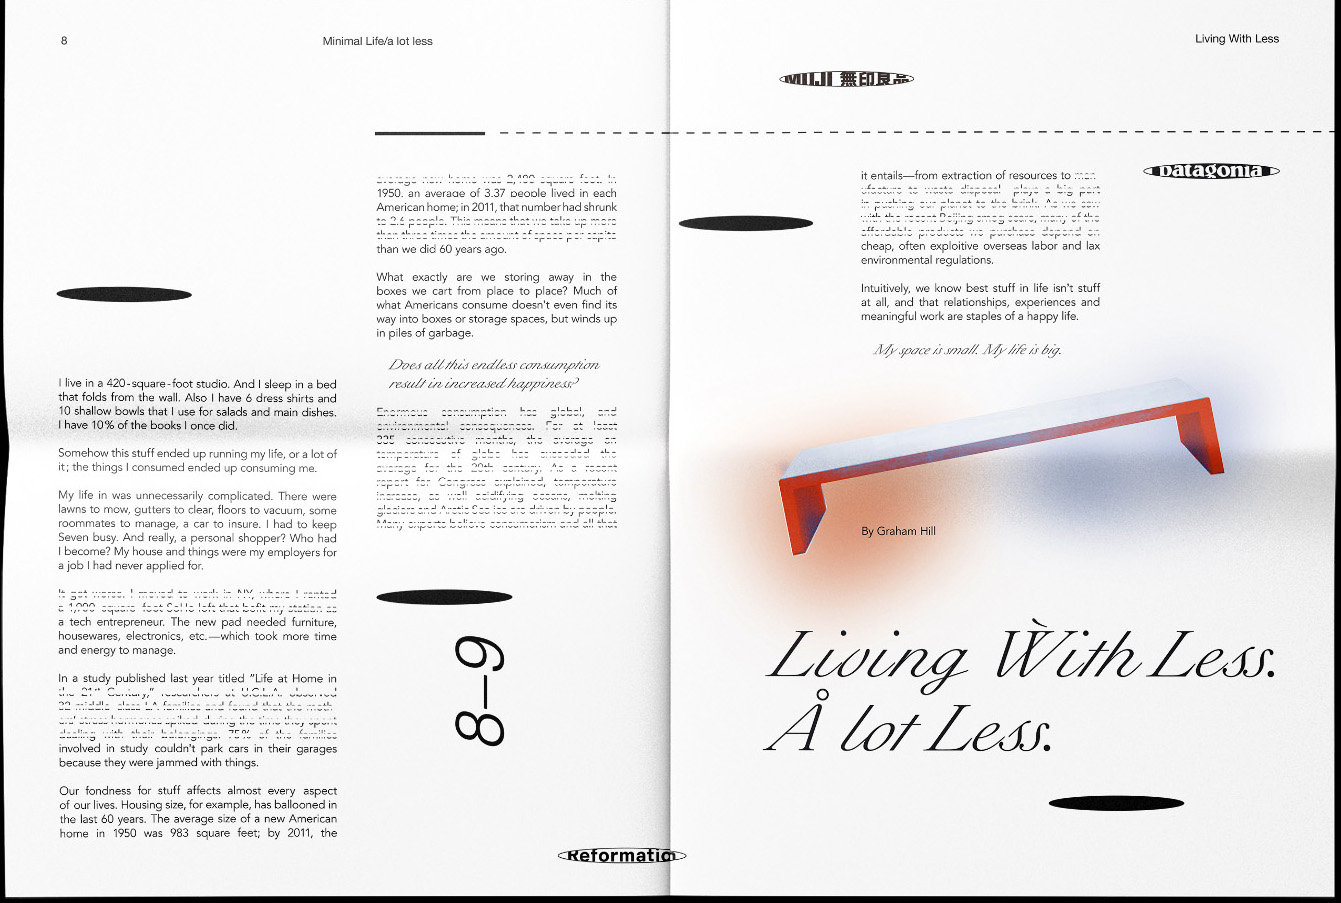 8
Minimal Life/a lot less
Living With Less
MUJI 無印良品
patagonia
I live in a 420-square-foot studio. And I sleep in a bed
that folds from the wall. Also I have 6 dress shirts and
10 shallow bowls that I use for salads and main dishes.
I have 10% of the books I once did.
Somehow this stuff ended up running my life, or a lot of
it; the things I consumed ended up consuming me.
My life in was unnecessarily complicated. There were
lawns to mow, gutters to clear, floors to vacuum, some
roommates to manage, a car to insure. I had to keep
Seven busy. And really, a personal shopper? Who had
I become? My house and things were my employers for
a job I had never applied for.
It got worse. I moved to work in NY, where I rented
a 1,900-square-foot SoHo loft that befit my station as
a tech entrepreneur. The new pad needed furniture,
housewares, electronics, etc.—which took more time
and energy to manage.
In a study published last year titled "Life at Home in
the 21st Century," researchers at U.C.L.A. observed
32 middle-class LA families and found that the moth-
ers' stress hormones spiked during the time they spent
dealing with their belongings. 75% of the families
involved in study couldn't park cars in their garages
because they were jammed with things.
Our fondness for stuff affects almost every aspect
of our lives. Housing size, for example, has ballooned in
the last 60 years. The average size of a new American
home in 1950 was 983 square feet; by 2011, the
average new home was 2,480 square feet. In
1950, an average of 3.37 people lived in each
American home; in 2011, that number had shrunk
to 2.6 people. This means that we take up more
than three times the amount of space per capita
than we did 60 years ago.
What exactly are we storing away in the
boxes we cart from place to place? Much of
what Americans consume doesn't even find its
way into boxes or storage spaces, but winds up
in piles of garbage.
Does all this endless consumption
result in increased happiness?
Enormous consumption has global, and
environmental consequences. For at least
335 consecutive months, the average on
temperature of globe has exceeded the
average for the 20th century. As a recent
report for Congress explained, temperature
increase, as well acidifying oceans, melting
glaciers and Arctic Sea ice are driven by people.
Many experts believe consumerism and all that
8–9
Reformatio
it entails—from extraction of resources to man-
ufacture to waste disposal—plays a big part
in pushing our planet to the brink. As we saw
with the recent Beijing smog scare, many of the
affordable products we purchase depend on
cheap, often exploitive overseas labor and lax
environmental regulations.
Intuitively, we know best stuff in life isn't stuff
at all, and that relationships, experiences and
meaningful work are staples of a happy life.
My space is small. My life is big.
By Graham Hill
Living Ẁith Less.
Å lot Less.